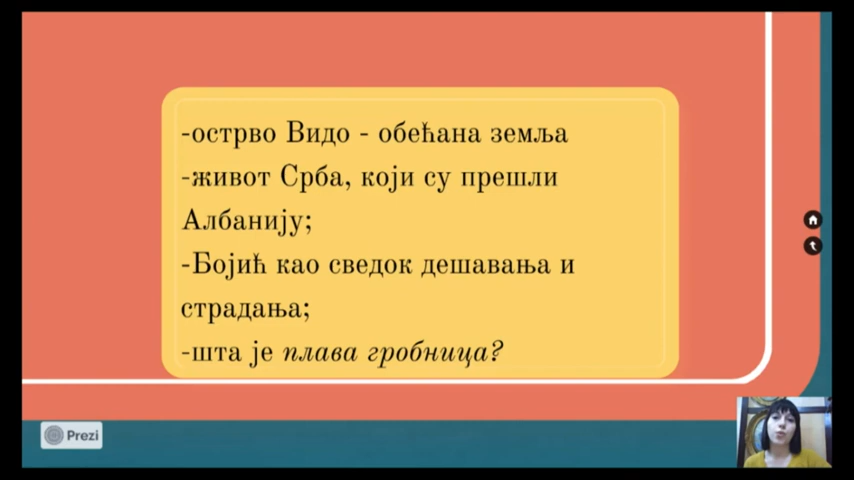 -острво Видо - обећана земља
-живот Срба, који су прешли
Албанију;
-Бојић као сведок дешавања и
страдања;
-шта је плава гробница?
Prezi